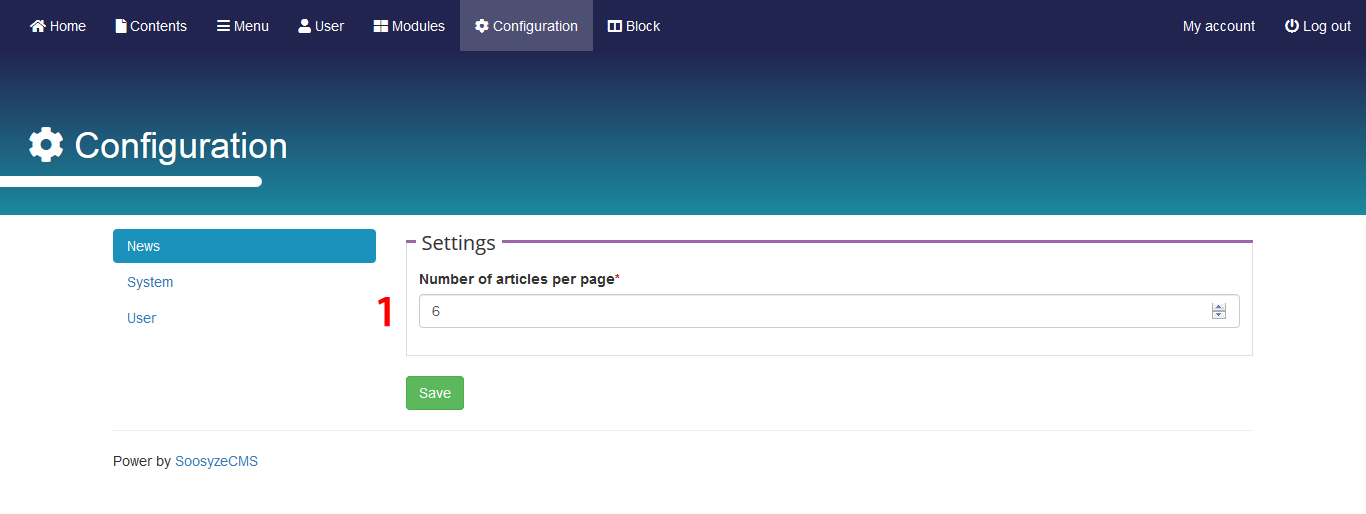 Home Contents Menu User Modules Configuration Block My account Log out
Configuration
News
System
User
Settings
Number of articles per page*
1
6
Save
Power by SoosyzeCMS